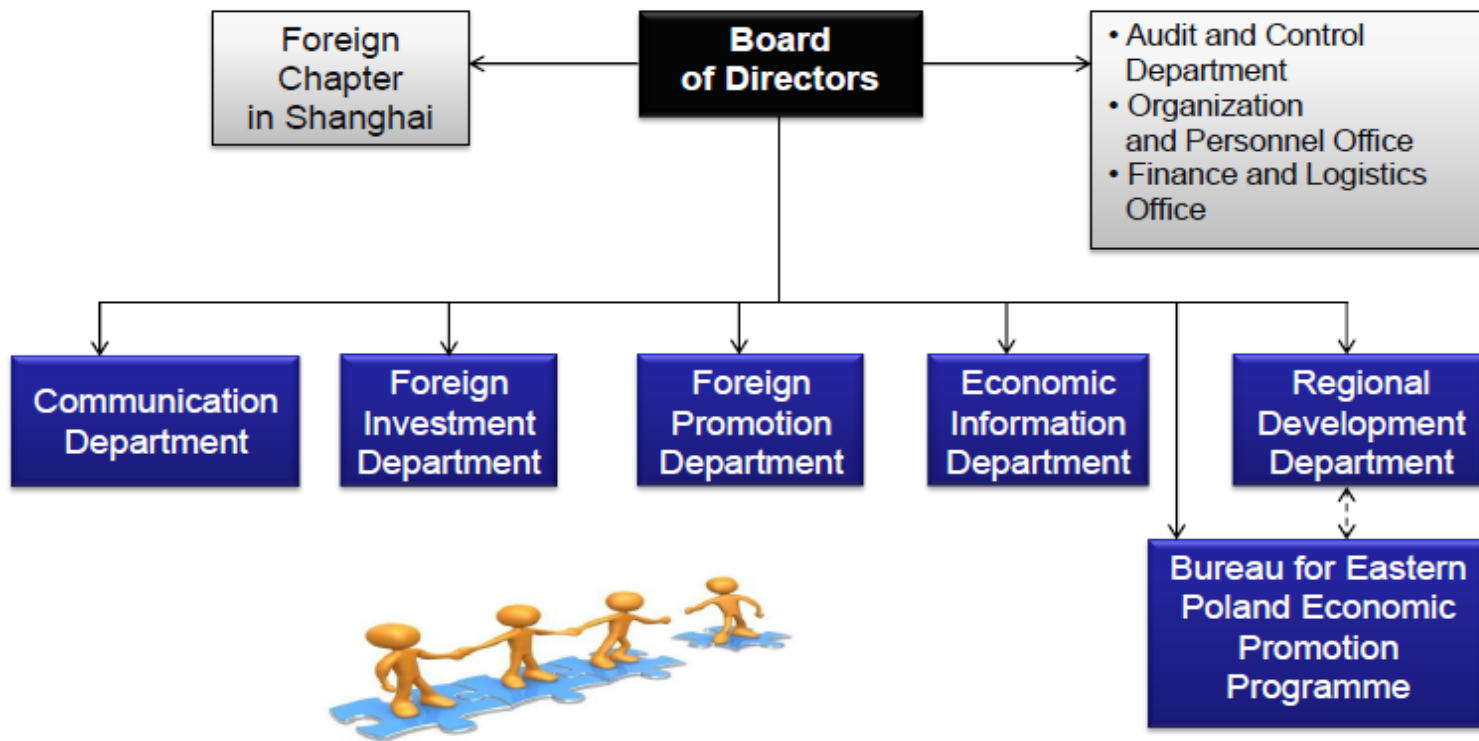 Foreign
Chapter
in Shanghai
Board
of Directors
• Audit and Control
Department
• Organization
and Personnel Office
• Finance and Logistics
Office
Communication
Department
Foreign
Investment
Department
Foreign
Promotion
Department
Economic
Information
Department
Regional
Development
Department
Bureau for Eastern
Poland Economic
Promotion
Programme